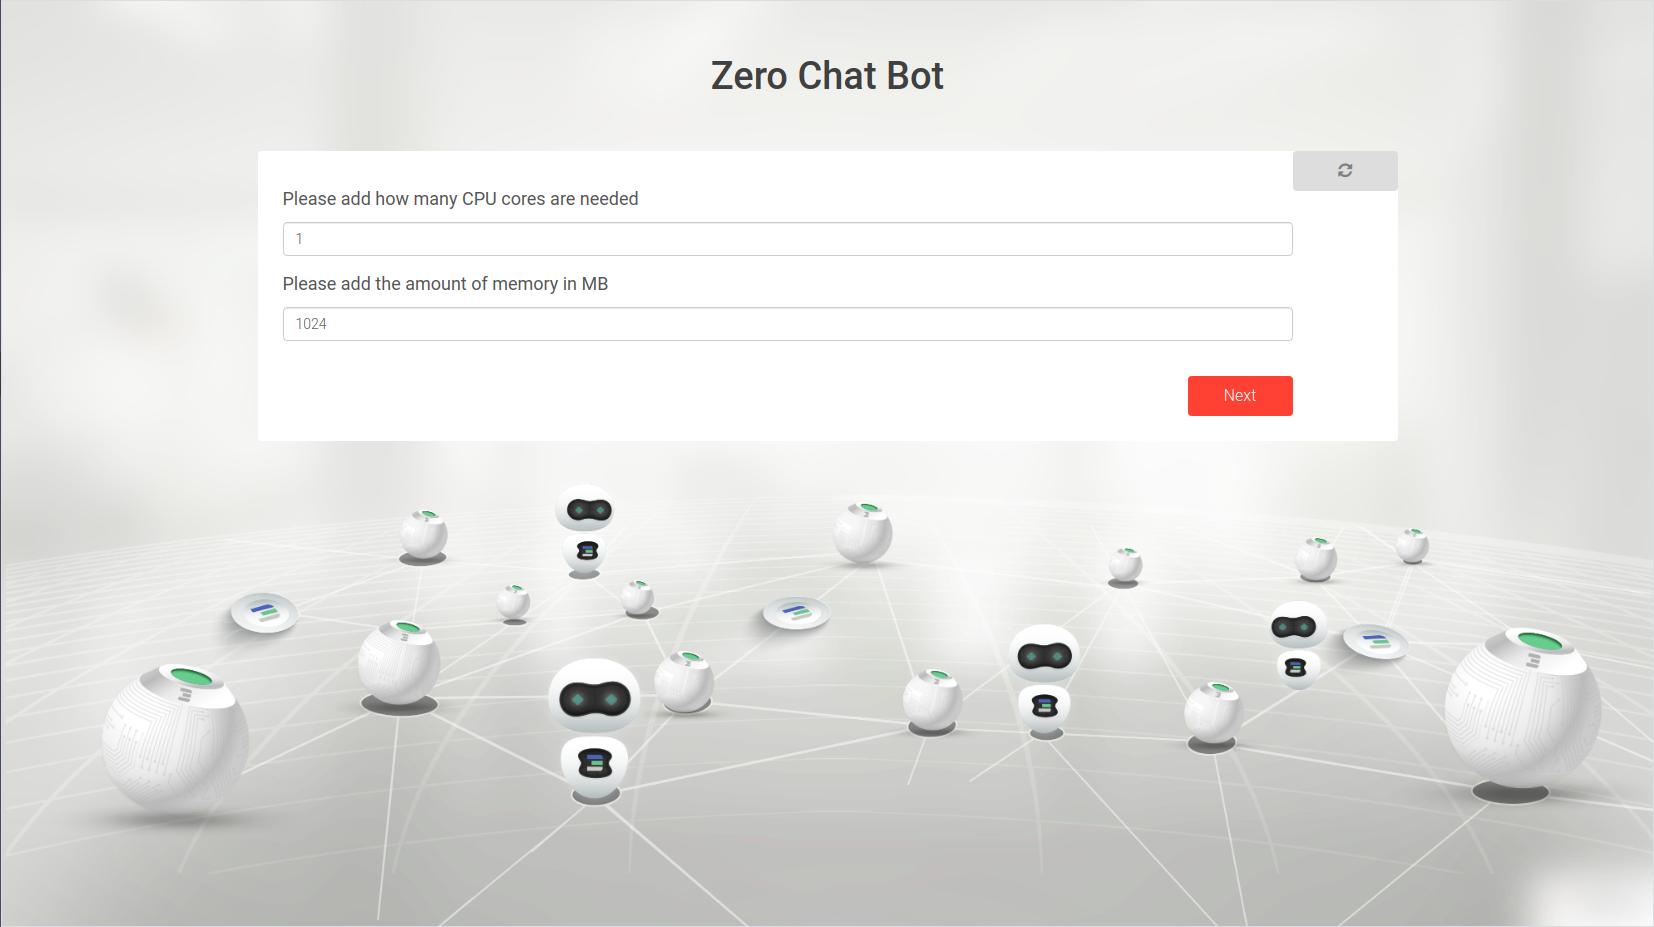 Zero Chat Bot
Please add how many CPU cores are needed
1
Please add the amount of memory in MB
1024
Next